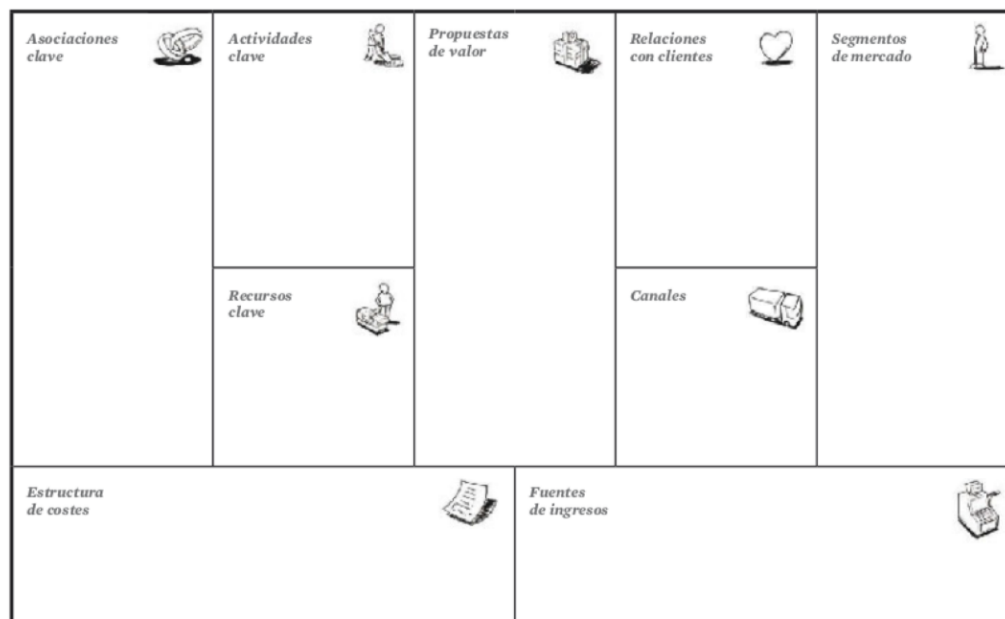 Asociaciones
clave
Actividades
clave
Propuestas
de valor
Relaciones
con clientes
Segmentos
de mercado
Recursos
clave
Canales
Estructura
de costes
Fuentes
de ingresos